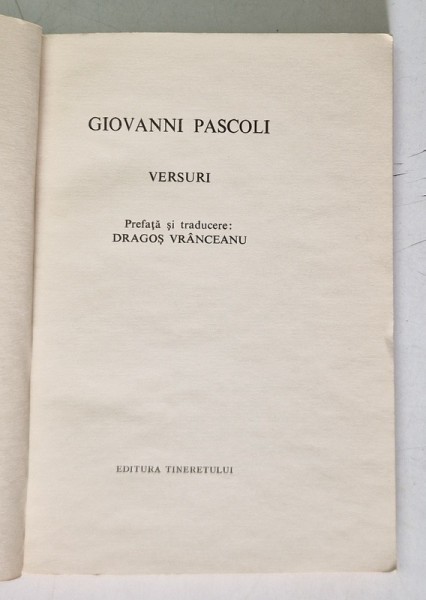 GIOVANNI PASCOLI
VERSURI
Prefață și traducere:
DRAGOȘ VRÂNCEANU
EDITURA TINERETULUI